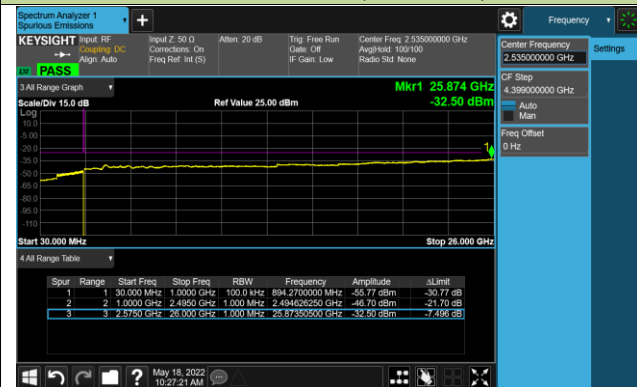 Spectrum Analyzer 1
Spurious Emissions
Frequency
KEYSIGHT
Input: RF
Coupling: DC
Align: Auto
Input Z: 50 Ω
Corrections: On
Freq Ref: Int (S)
Atten: 20 dB
Trig: Free Run
Gate: Off
IF Gain: Low
Center Freq: 2.535000000 GHz
Avg|Hold: 100/100
Radio Std: None
PASS
Center Frequency
2.535000000 GHz
Settings
CF Step
4.399000000 GHz
Auto
Man
Freq Offset
0 Hz
3 All Range Graph
Mkr1 25.874 GHz
Scale/Div 15.0 dB
Ref Value 25.00 dBm
-32.50 dBm
Log
10.0
-5.00
-20.0
-35.0
-50.0
-65.0
-80.0
-95.0
-110
1
Start 30.000 MHz
Stop 26.000 GHz
4 All Range Table
Spur Range Start Freq Stop Freq RBW Frequency Amplitude ΔLimit
1 1 30.000 MHz 1.0000 GHz 100.0 kHz 894.2700000 MHz -55.77 dBm -30.77 dB
2 2 1.0000 GHz 2.4950 GHz 1.000 MHz 2.494626250 GHz -46.70 dBm -21.70 dB
3 3 2.5750 GHz 26.000 GHz 1.000 MHz 25.87350500 GHz -32.50 dBm -7.496 dB
May 18, 2022
10:27:21 AM